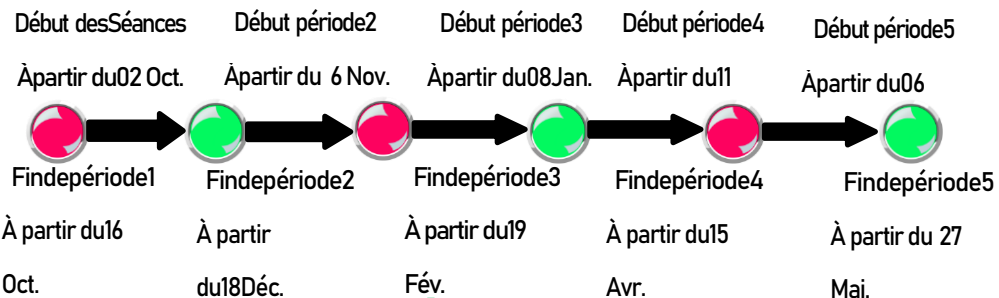 Début desSéances
Début période2
Début période3
Début période4
Début période5
Àpartir du02 Oct.
Àpartir du 6 Nov.
Àpartir du08Jan.
Àpartir du11
Àpartir du06
Findepériode1
Findepériode2
Findepériode3
Findepériode4
Findepériode5
À partir du16
À partir
À partir du19
À partir du15
À partir du 27
Oct.
du18Déc.
Fév.
Avr.
Mai.